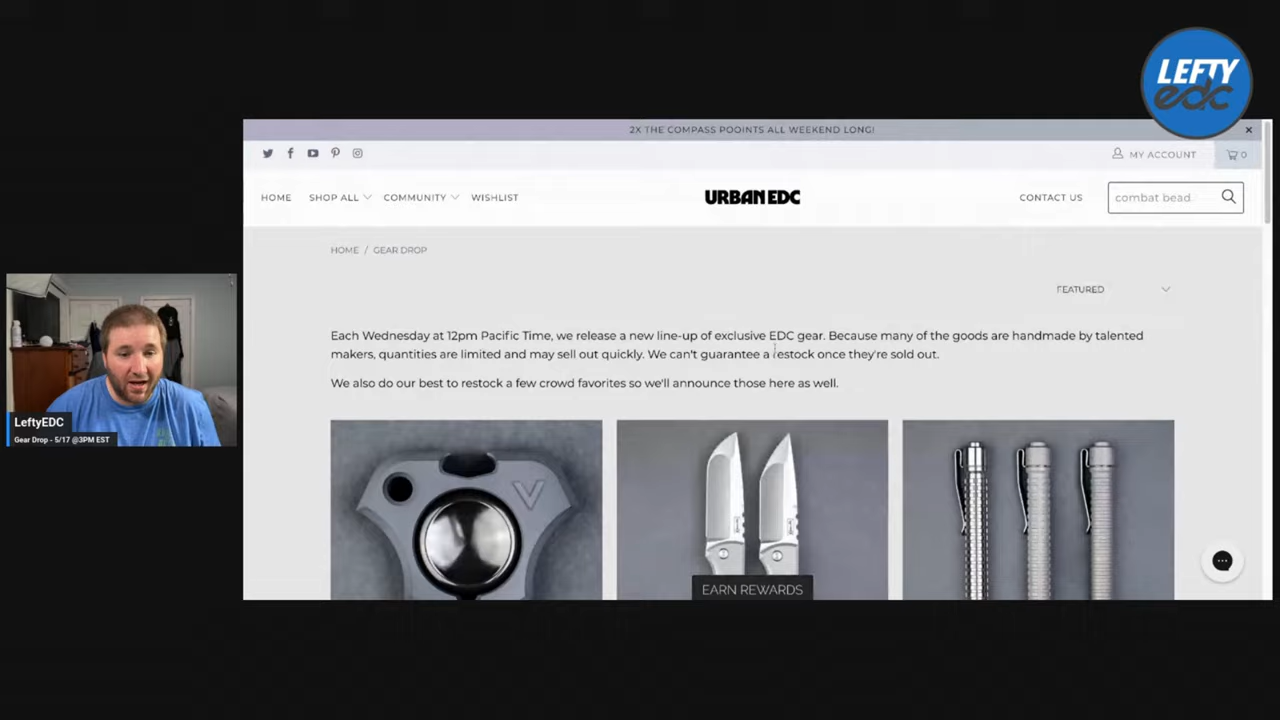 LEFTY
edc
2X THE COMPASS POOINTS ALL WEEKEND LONG!
MY ACCOUNT
0
HOME SHOP ALL COMMUNITY WISHLIST
URBAN EDC
CONTACT US
combat bead
HOME / GEAR DROP
FEATURED
Each Wednesday at 12pm Pacific Time, we release a new line-up of exclusive EDC gear. Because many of the goods are handmade by talented
makers, quantities are limited and may sell out quickly. We can't guarantee a restock once they're sold out.
We also do our best to restock a few crowd favorites so we'll announce those here as well.
V
EARN REWARDS
LeftyEDC
Gear Drop - 5/17 @3PM EST